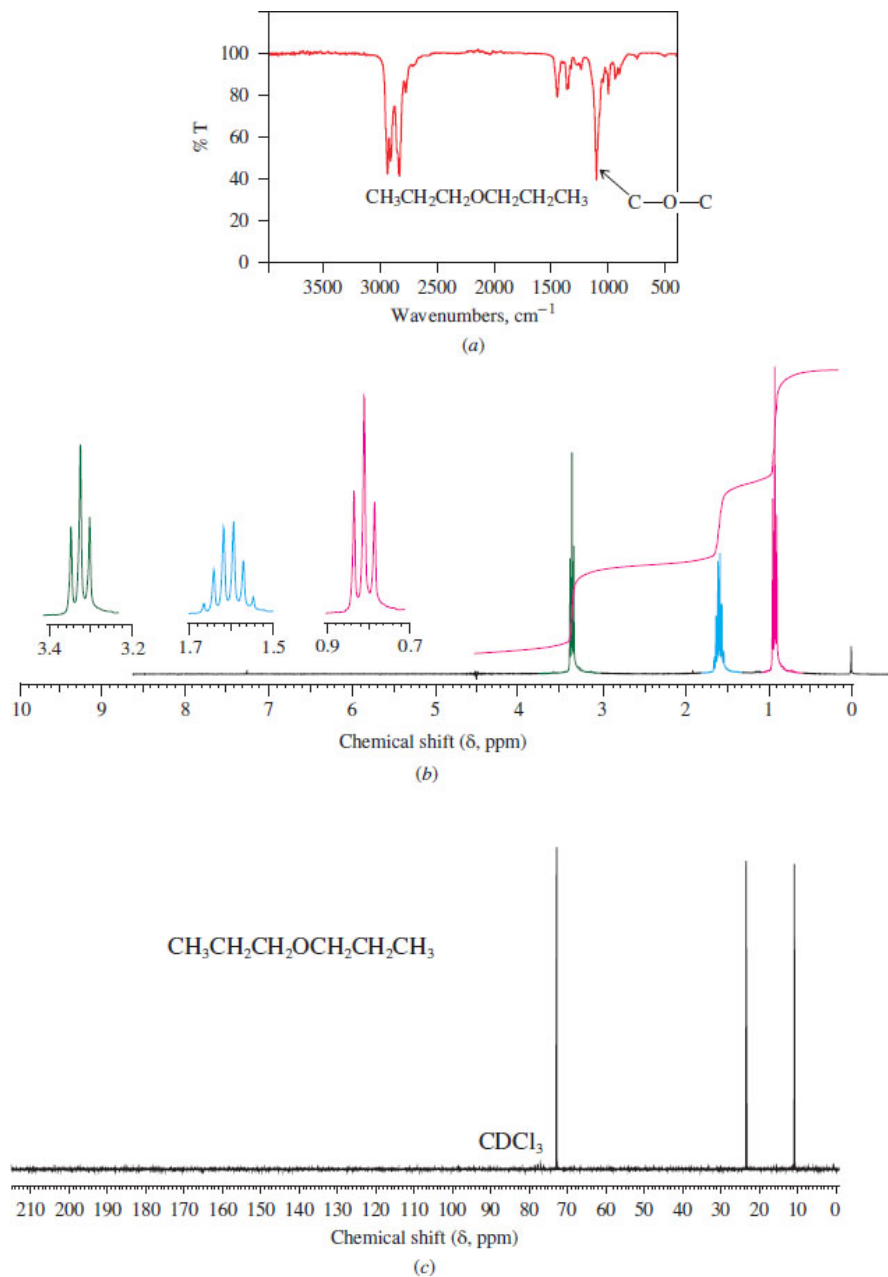 100
80
60
40
20
0
% T
CH₃CH₂CH₂OCH₂CH₂CH₃
C—O—C
3500 3000 2500 2000 1500 1000 500
Wavenumbers, cm⁻¹
(a)
3.4 3.2
1.7 1.5
0.9 0.7
10 9 8 7 6 5 4 3 2 1 0
Chemical shift (δ, ppm)
(b)
CH₃CH₂CH₂OCH₂CH₂CH₃
CDCl₃
210 200 190 180 170 160 150 140 130 120 110 100 90 80 70 60 50 40 30 20 10 0
Chemical shift (δ, ppm)
(c)